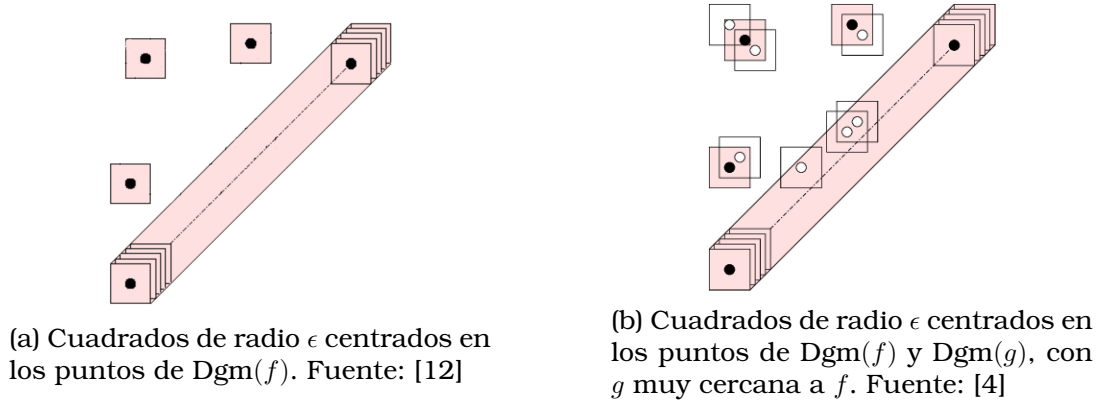 (a) Cuadrados de radio ϵ centrados en
los puntos de Dgm(f). Fuente: [12]
(b) Cuadrados de radio ϵ centrados en
los puntos de Dgm(f) y Dgm(g), con
g muy cercana a f. Fuente: [4]